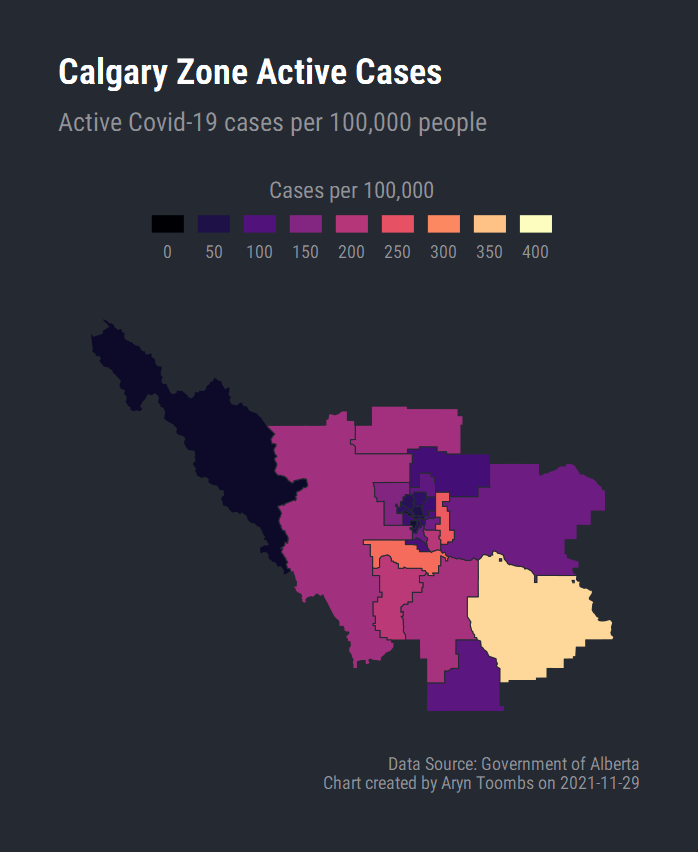 Calgary Zone Active Cases
Active Covid-19 cases per 100,000 people
Cases per 100,000
0 50 100 150 200 250 300 350 400
Data Source: Government of Alberta
Chart created by Aryn Toombs on 2021-11-29